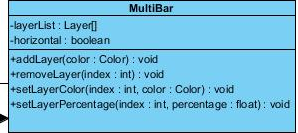 MultiBar
-layerList : Layer[]
-horizontal : boolean
+addLayer(color : Color) : void
+removeLayer(index : int) : void
+setLayerColor(index : int, color : Color) : void
+setLayerPercentage(index : int, percentage : float) : void